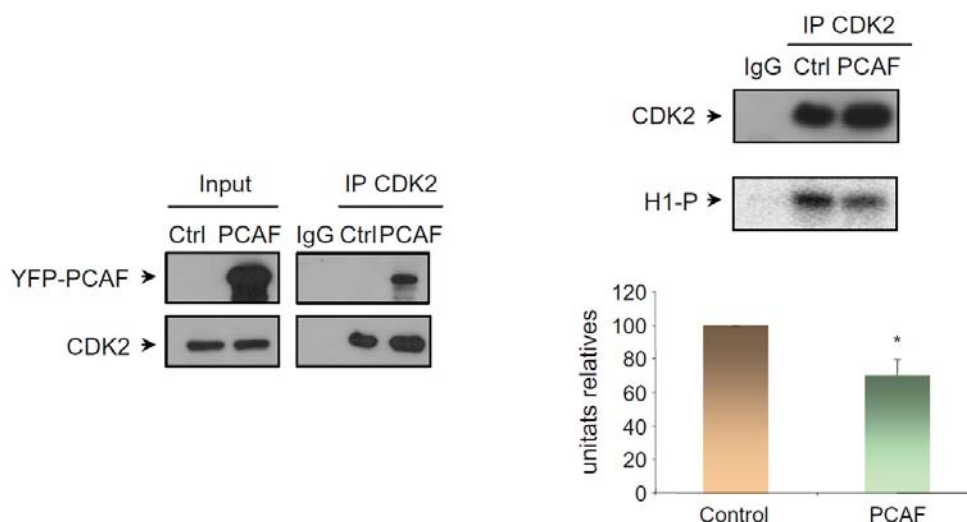 Input
IP CDK2
Ctrl PCAF
IgG Ctrl PCAF
YFP-PCAF
CDK2
IP CDK2
IgG Ctrl PCAF
CDK2
H1-P
unitats relatives
120
100
80
60
40
20
0
*
Control
PCAF